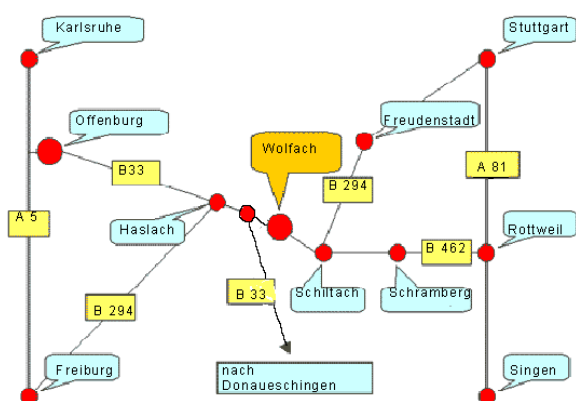 Karlsruhe
Stuttgart
Offenburg
Freudenstadt
Wolfach
B33
A 81
B 294
A 5
Haslach
B 462
Rottweil
B 33
Schiltach
Schramberg
B 294
Freiburg
nach
Donaueschingen
Singen